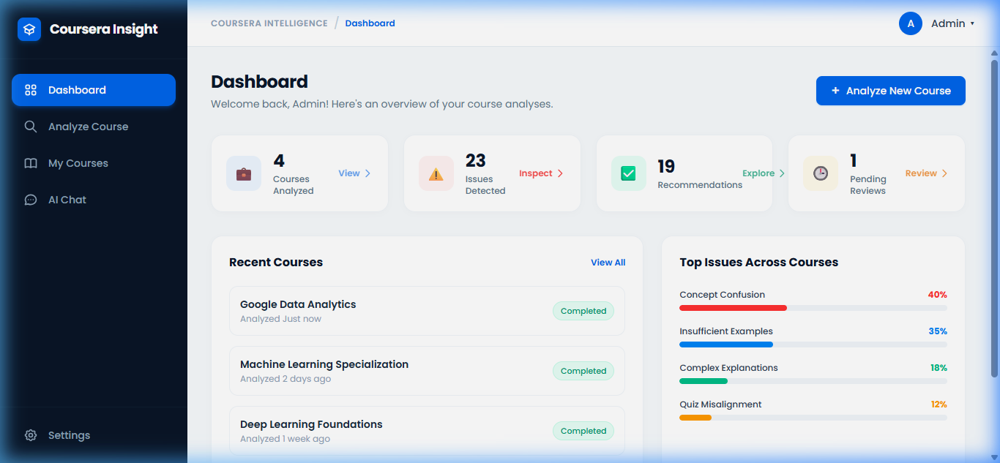 Coursera Insight
COURSERA INTELLIGENCE / Dashboard
A Admin ▾
Dashboard
Analyze Course
My Courses
AI Chat
Settings
Dashboard
Welcome back, Admin! Here's an overview of your course analyses.
+ Analyze New Course
4
Courses
Analyzed
View >
23
Issues
Detected
Inspect >
19
Recommendations
Explore >
1
Pending
Reviews
Review >
Recent Courses
View All
Google Data Analytics
Analyzed Just now
Completed
Machine Learning Specialization
Analyzed 2 days ago
Completed
Deep Learning Foundations
Analyzed 1 week ago
Completed
Top Issues Across Courses
Concept Confusion 40%
Insufficient Examples 35%
Complex Explanations 18%
Quiz Misalignment 12%